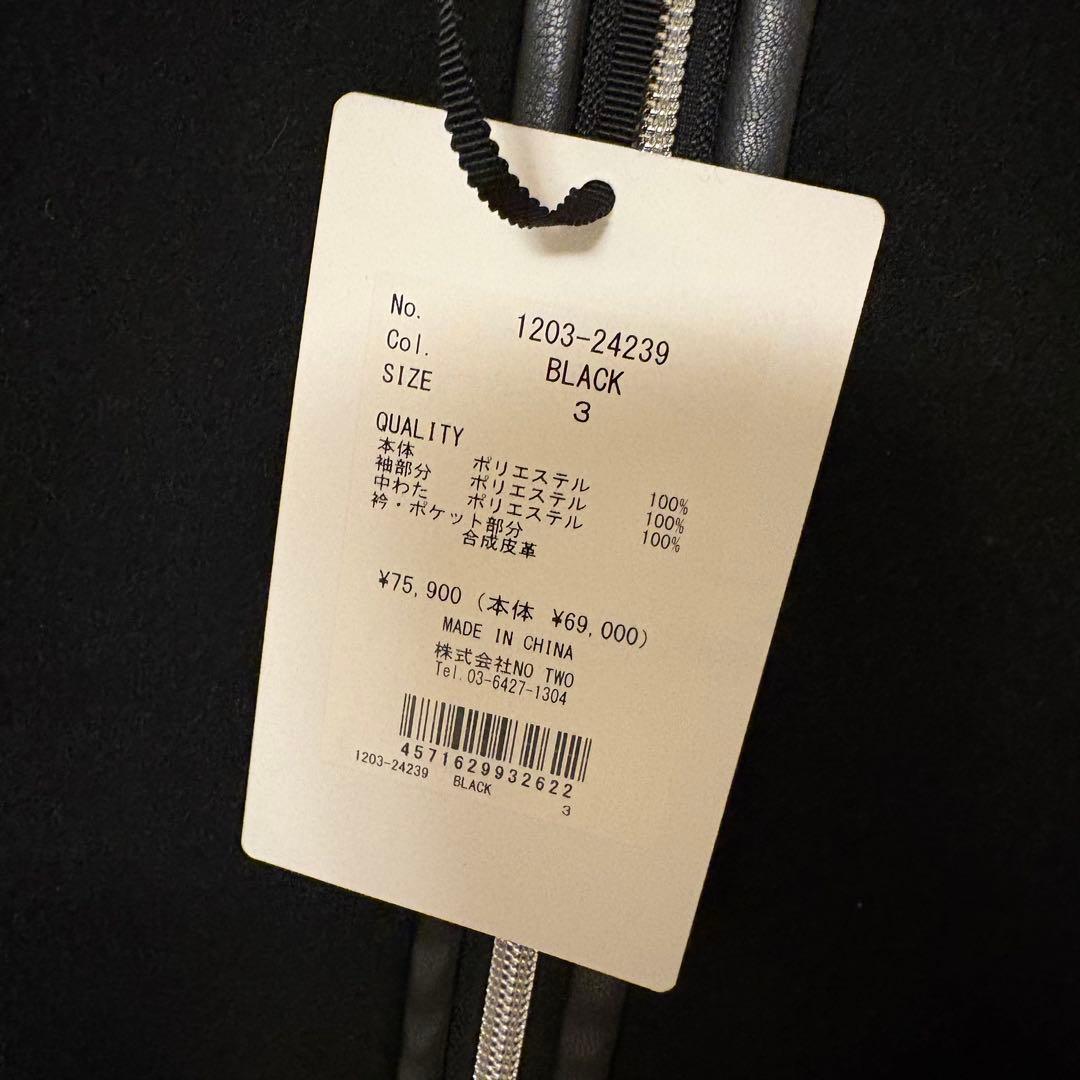 No. 1203-24239
Col. BLACK
SIZE 3
QUALITY
本体 ポリエステル 100%
袖部分 ポリエステル 100%
中わた ポリエステル 100%
衿・ポケット部分
合成皮革
¥75,900 (本体 ¥69,000)
MADE IN CHINA
株式会社NO TWO
Tel.03-6427-1304
4571629932622
1203-24239 BLACK
3